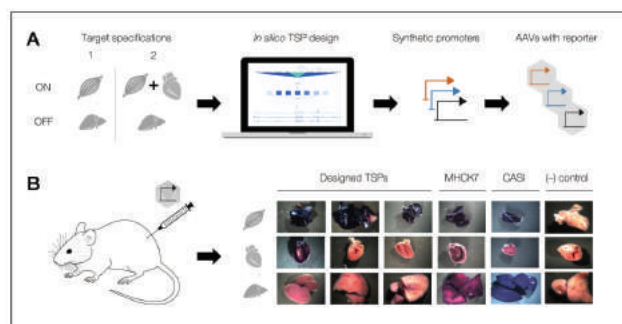 A
Target specifications
In silico TSP design
Synthetic promoters
AAVs with reporter
1 2
ON
+
OFF
B
Designed TSPs
MHCK7
CASI
(–) control